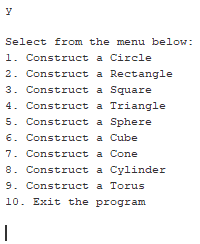 y
Select from the menu below:
1. Construct a Circle
2. Construct a Rectangle
3. Construct a Square
4. Construct a Triangle
5. Construct a Sphere
6. Construct a Cube
7. Construct a Cone
8. Construct a Cylinder
9. Construct a Torus
10. Exit the program